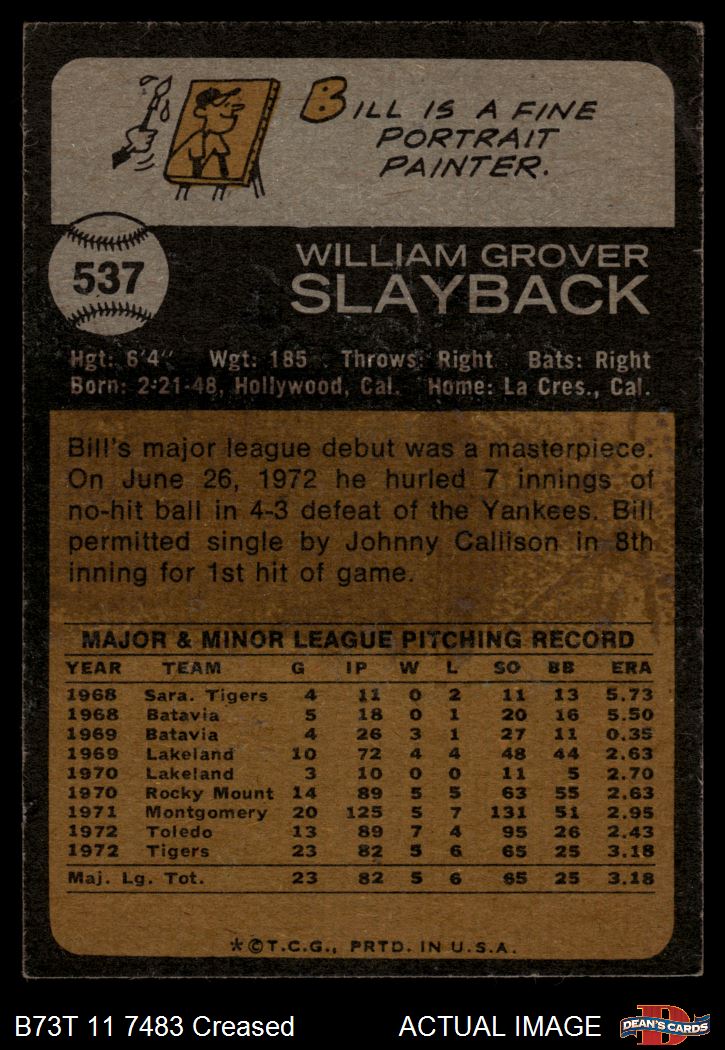 BILL IS A FINE
PORTRAIT
PAINTER.
537
WILLIAM GROVER
SLAYBACK
Hgt: 6'4" Wgt: 185 Throws: Right Bats: Right
Born: 2-21-48, Hollywood, Cal. Home: La Cres., Cal.
Bill's major league debut was a masterpiece.
On June 26, 1972 he hurled 7 innings of
no-hit ball in 4-3 defeat of the Yankees. Bill
permitted single by Johnny Callison in 8th
inning for 1st hit of game.
MAJOR & MINOR LEAGUE PITCHING RECORD
YEAR TEAM G IP W L SO BB ERA
1968 Sara. Tigers 4 11 0 2 11 13 5.73
1968 Batavia 5 18 0 1 20 16 5.50
1969 Batavia 4 26 3 1 27 11 0.35
1969 Lakeland 10 72 4 4 48 44 2.63
1970 Lakeland 3 10 0 0 11 5 2.70
1970 Rocky Mount 14 89 5 5 63 55 2.63
1971 Montgomery 20 125 5 7 131 51 2.95
1972 Toledo 13 89 7 4 95 26 2.43
1972 Tigers 23 82 5 6 65 25 3.18
Maj. Lg. Tot. 23 82 5 6 65 25 3.18
*©T.C.G., PRTD. IN U.S.A.
B73T 11 7483 Creased ACTUAL IMAGE
D
DEAN'S CARDS